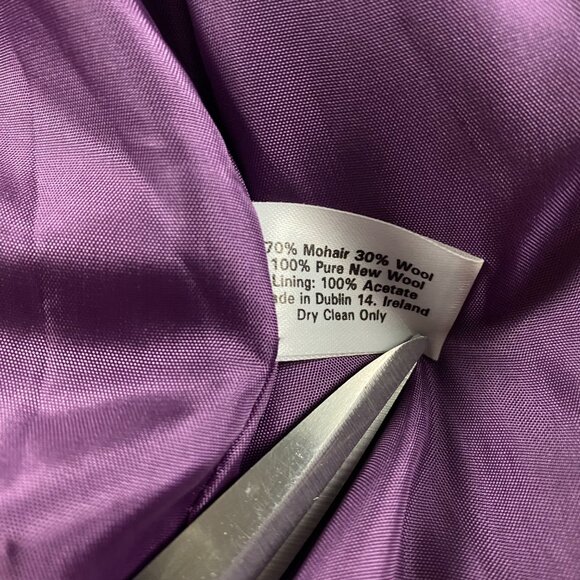 70% Mohair 30% Wool
100% Pure New Wool
Lining: 100% Acetate
ade in Dublin 14. Ireland
Dry Clean Only